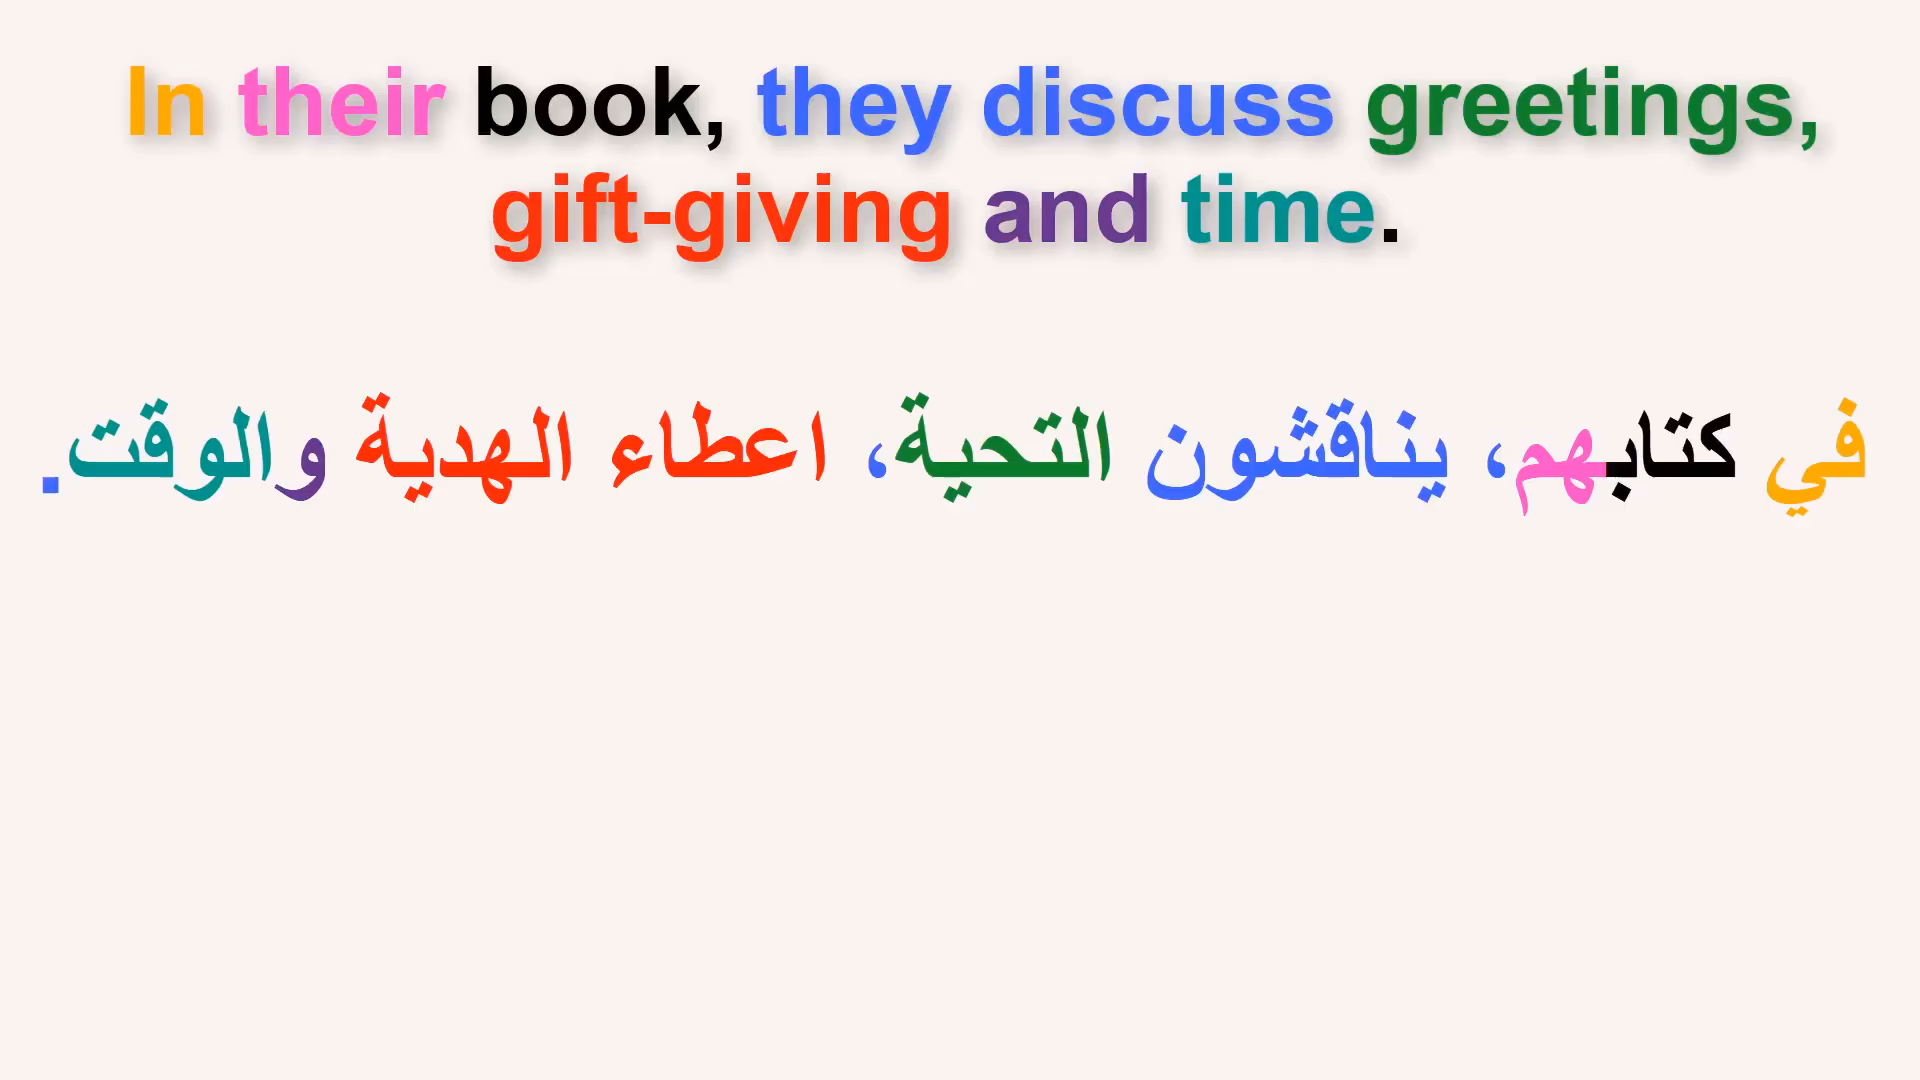 In their book, they discuss greetings,
gift-giving and time.
في كتابهم، يناقشون التحية، اعطاء الهدية والوقت.